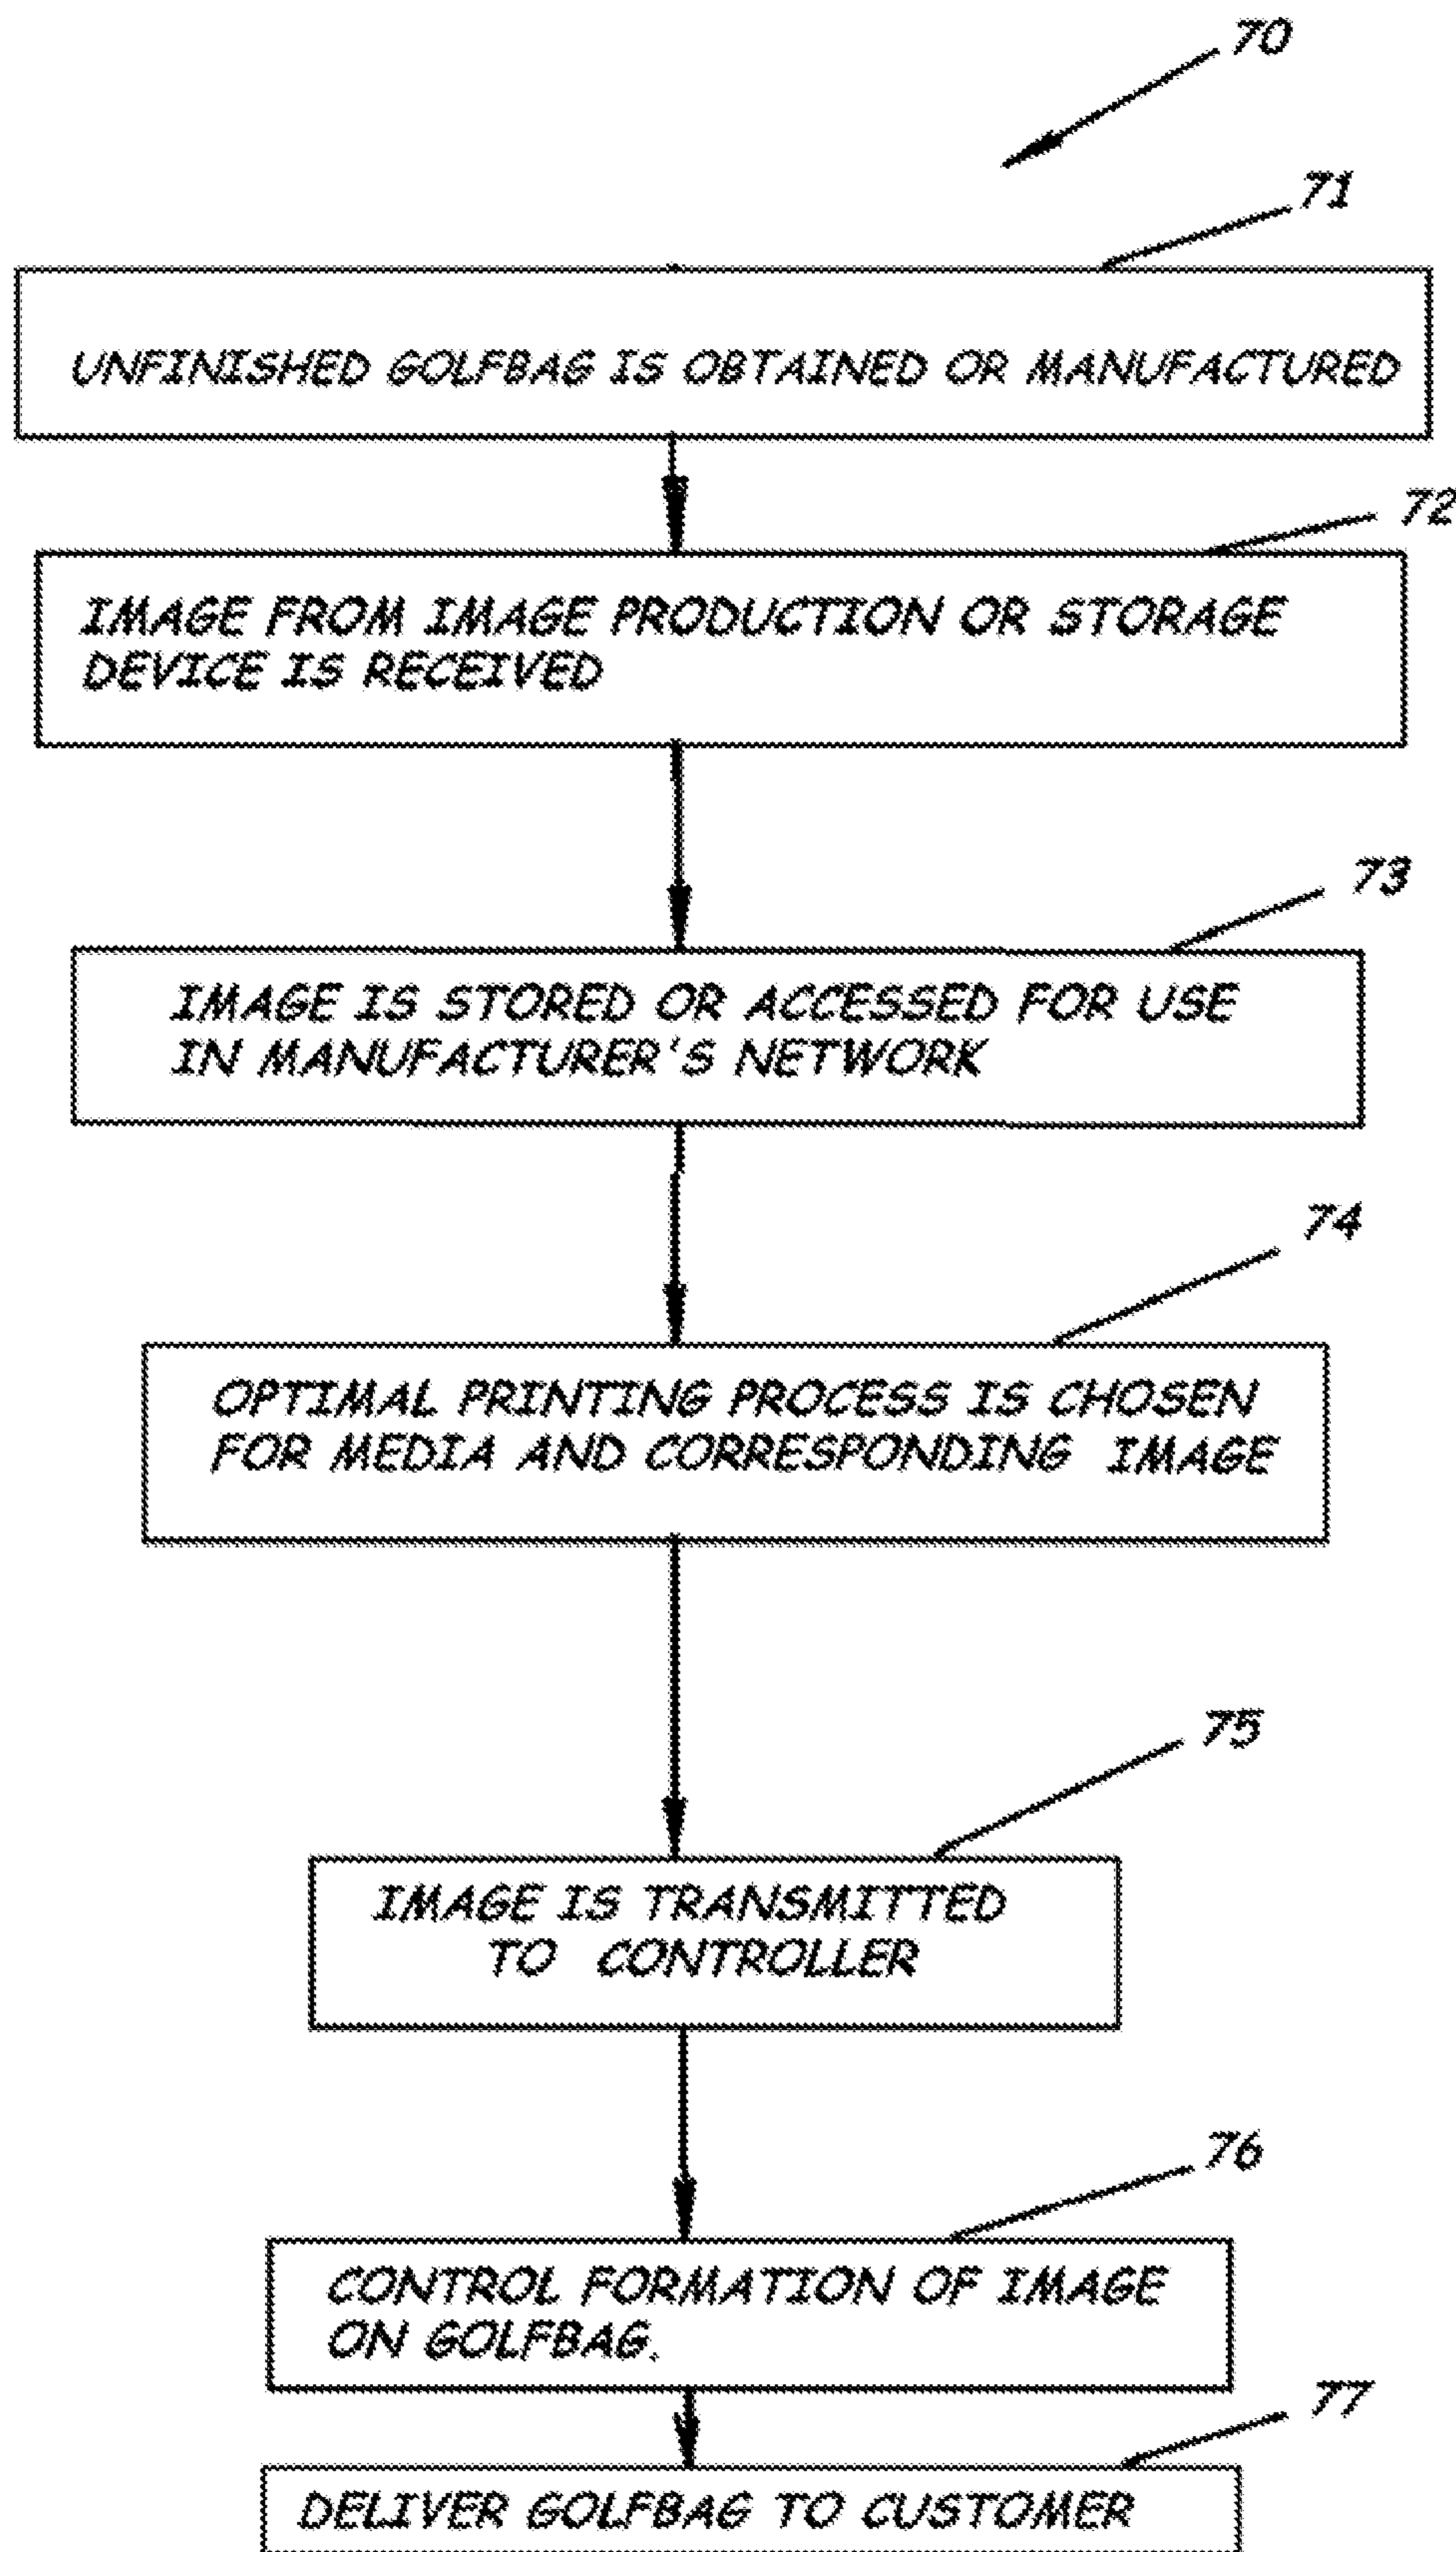 70
71
UNFINISHED GOLFBAG IS OBTAINED OR MANUFACTURED
72
IMAGE FROM IMAGE PRODUCTION OR STORAGE
DEVICE IS RECEIVED
73
IMAGE IS STORED OR ACCESSED FOR USE
IN MANUFACTURER'S NETWORK
74
OPTIMAL PRINTING PROCESS IS CHOSEN
FOR MEDIA AND CORRESPONDING IMAGE
75
IMAGE IS TRANSMITTED
TO CONTROLLER
76
CONTROL FORMATION OF IMAGE
ON GOLFBAG.
77
DELIVER GOLFBAG TO CUSTOMER